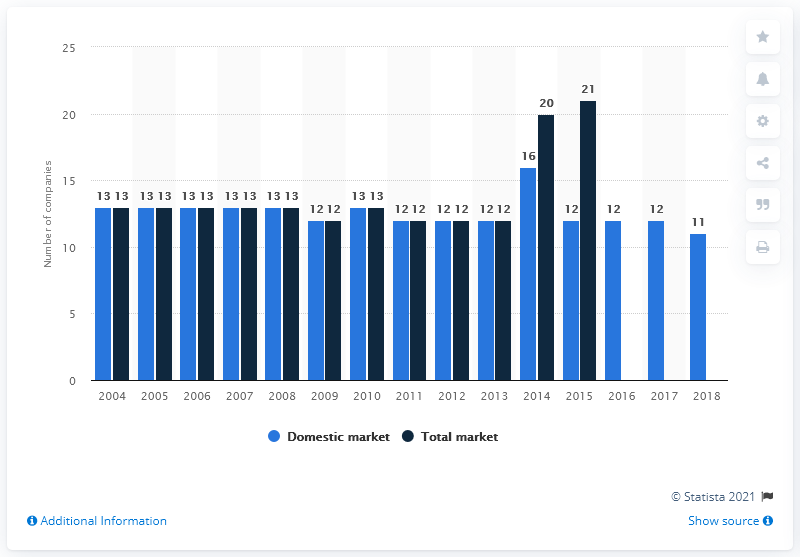 25
20
15
10
5
0
Number of companies
13 13 13 13 13 13 13 13 13 13 12 12 13 13 12 12 12 12 12 12 16 20 12 21 12 12 11
2004 2005 2006 2007 2008 2009 2010 2011 2012 2013 2014 2015 2016 2017 2018
Domestic market Total market
© Statista 2021
Additional Information Show source